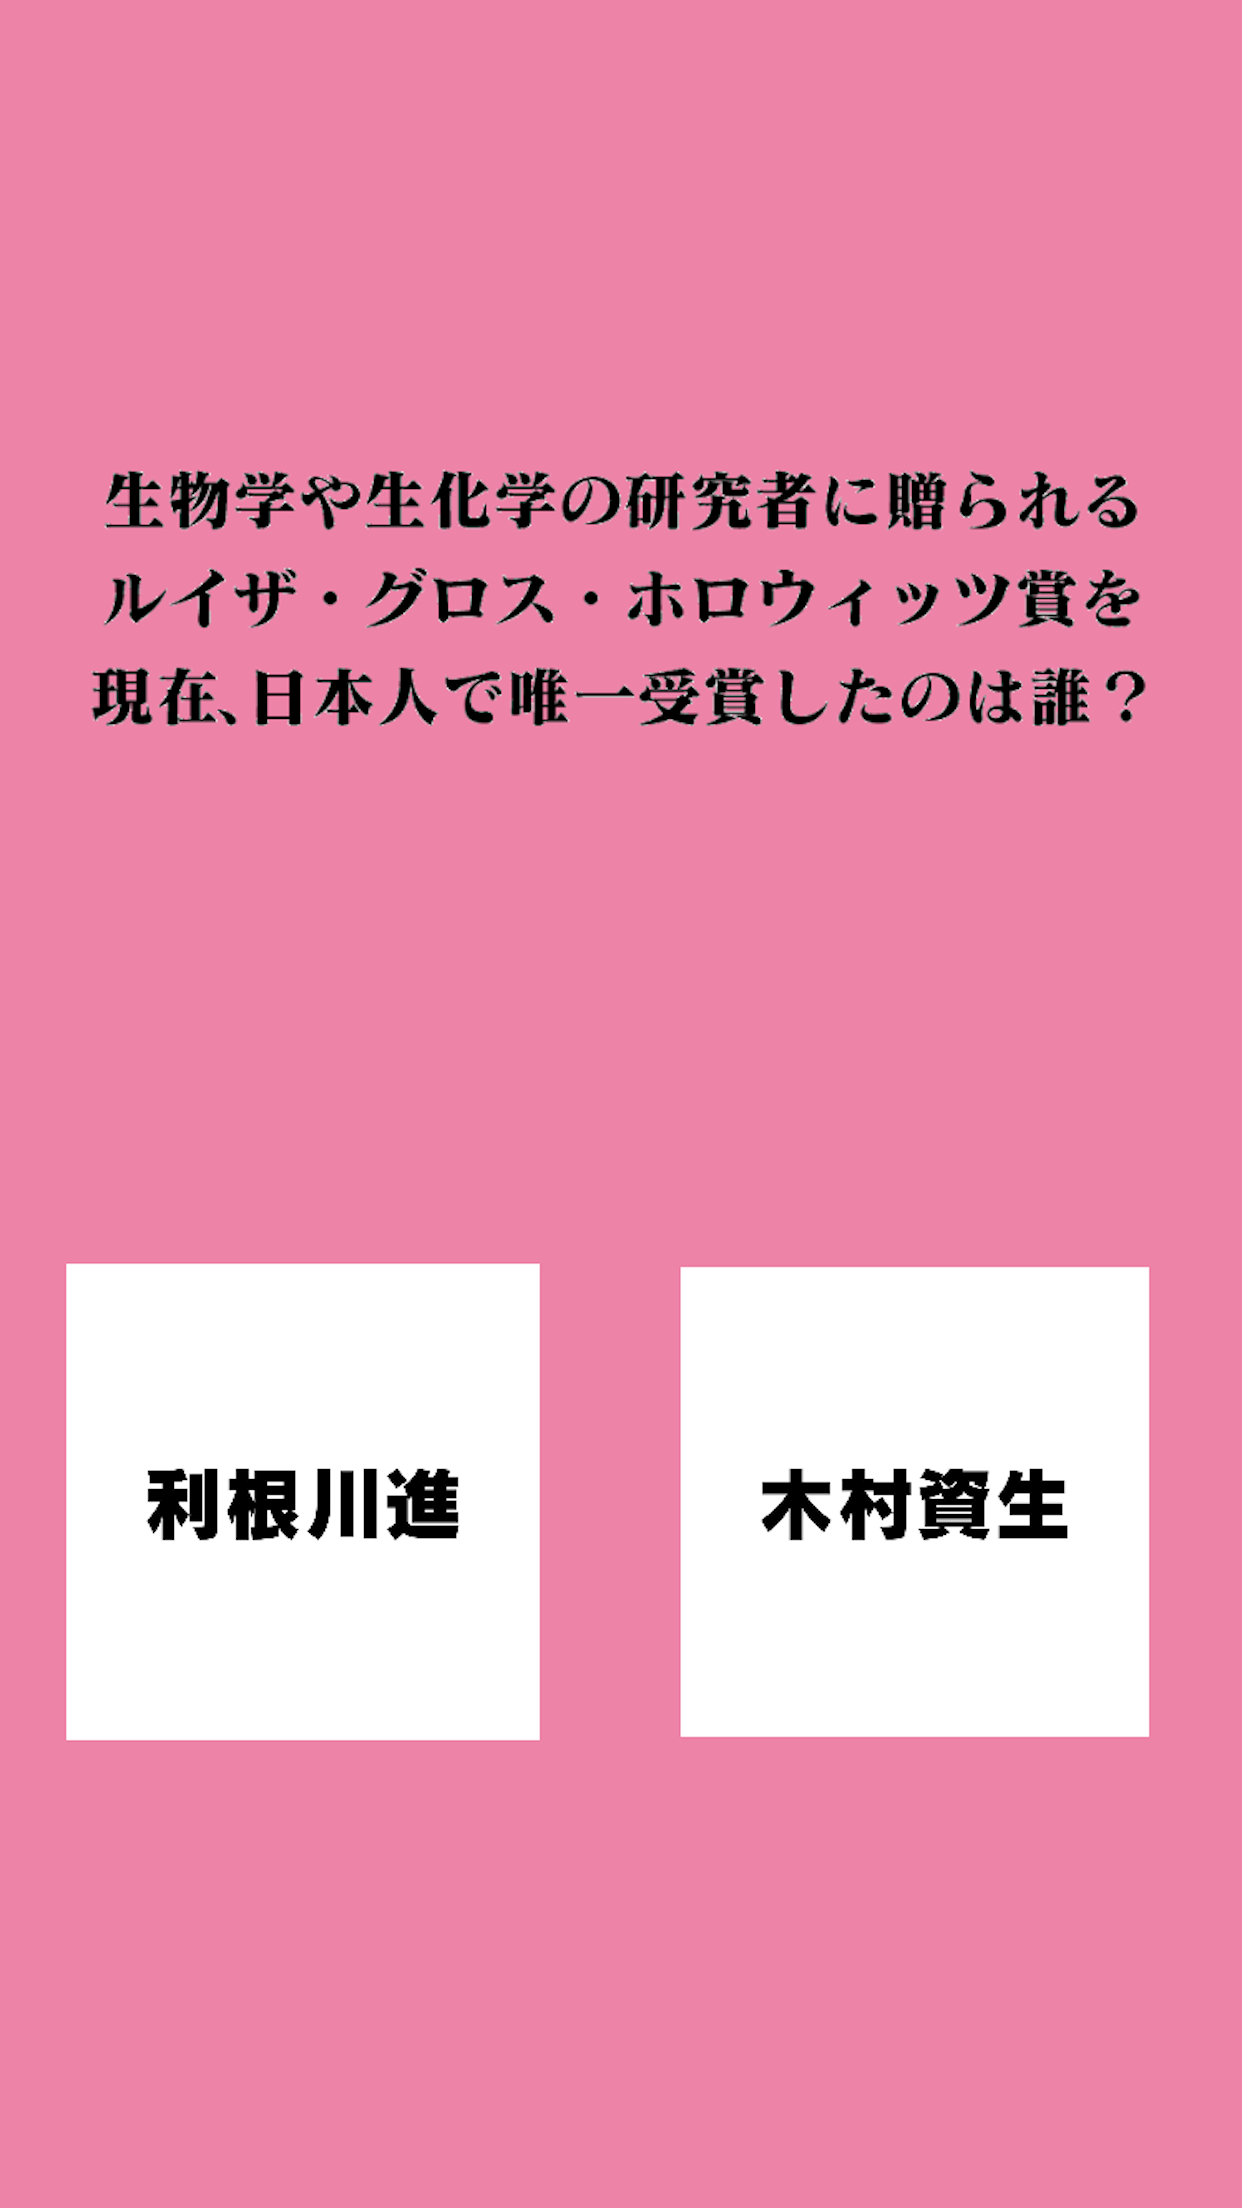 生物学や生化学の研究者に贈られる
ルイザ・グロス・ホロウィッツ賞を
現在、日本人で唯一受賞したのは誰？
利根川進
木村資生